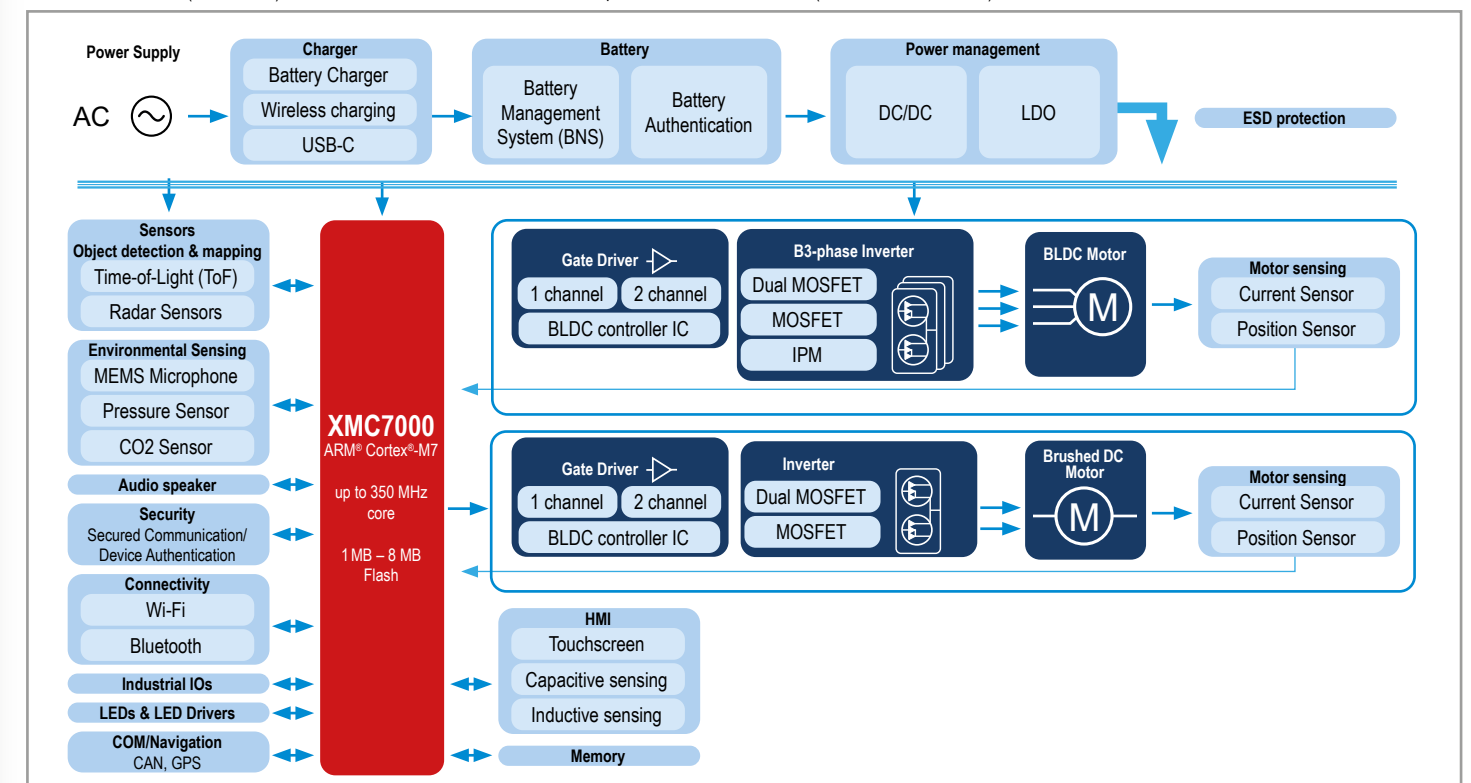 Power Supply
AC
Charger
Battery Charger
Wireless charging
USB-C
Battery
Battery
Management
System (BNS)
Battery
Authentication
Power management
DC/DC
LDO
ESD protection
Sensors
Object detection & mapping
Time-of-Light (ToF)
Radar Sensors
Environmental Sensing
MEMS Microphone
Pressure Sensor
CO2 Sensor
Audio speaker
Security
Secured Communication/
Device Authentication
Connectivity
Wi-Fi
Bluetooth
Industrial IOs
LEDs & LED Drivers
COM/Navigation
CAN, GPS
XMC7000
ARM® Cortex®-M7
up to 350 MHz
core
1 MB – 8 MB
Flash
Gate Driver
1 channel
2 channel
BLDC controller IC
B3-phase Inverter
Dual MOSFET
MOSFET
IPM
BLDC Motor
M
Motor sensing
Current Sensor
Position Sensor
Gate Driver
1 channel
2 channel
BLDC controller IC
Inverter
Dual MOSFET
MOSFET
Brushed DC
Motor
M
Motor sensing
Current Sensor
Position Sensor
HMI
Touchscreen
Capacitive sensing
Inductive sensing
Memory